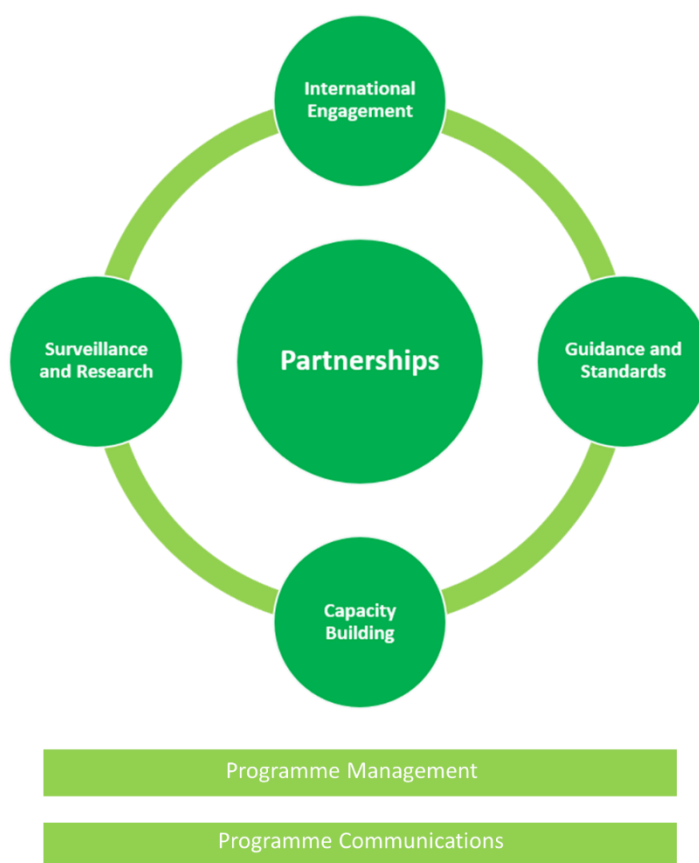 International
Engagement
Surveillance
and Research
Partnerships
Guidance and
Standards
Capacity
Building
Programme Management
Programme Communications